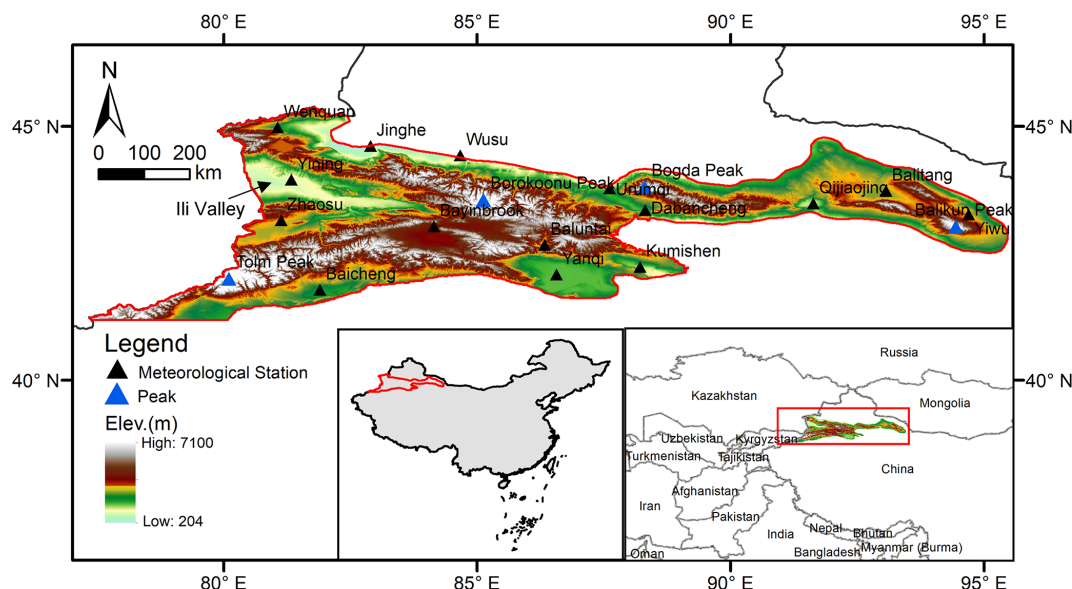 80° E 85° E 90° E 95° E
45° N
45° N
N
0 100 200
km
Wenquan
Jinghe
Wusu
Yining
Ili Valley
Zhaosu
Borokoonu Peak
Bayinbrook
Urumqi
Bogda Peak
Dabancheng
Baluntai
Kumishen
Yanqi
Qijiaojing
Balitang
Balikun Peak
Yiwu
Tolm Peak
Baicheng
40° N
40° N
Legend
Meteorological Station
Peak
Elev.(m)
High: 7100
Low: 204
Russia
Kazakhstan
Mongolia
Uzbekistan
Kyrgyzstan
Turkmenistan
Tajikistan
China
Afghanistan
Iran
Pakistan
India
Nepal
Bhutan
Oman
Bangladesh
Myanmar (Burma)
80° E 85° E 90° E 95° E